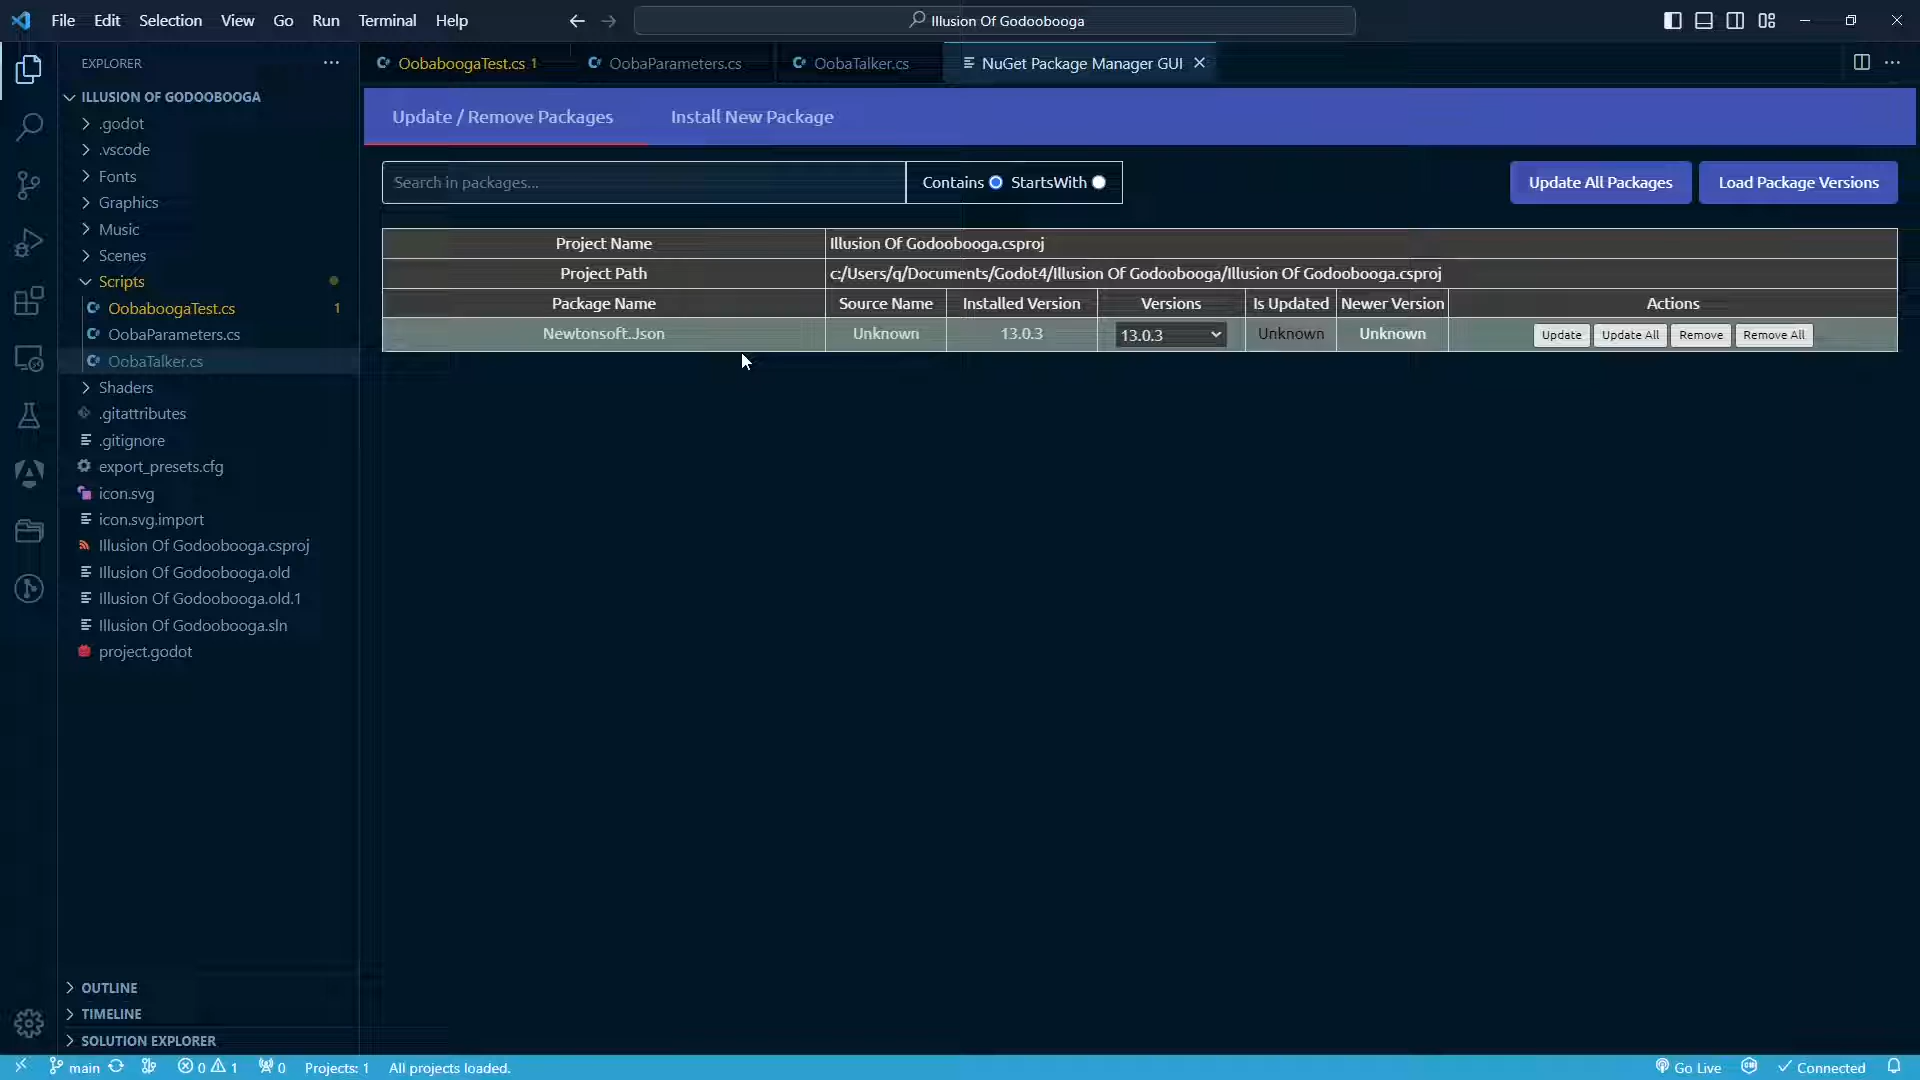 File Edit Selection View Go Run Terminal Help
Illusion Of Godoobooga
EXPLORER
ILLUSION OF GODOOBOOGA
.godot
.vscode
Fonts
Graphics
Music
Scenes
Scripts
OobaboogaTest.cs 1
OobaParameters.cs
OobaTalker.cs
Shaders
.gitattributes
.gitignore
export_presets.cfg
icon.svg
icon.svg.import
Illusion Of Godoobooga.csproj
Illusion Of Godoobooga.old
Illusion Of Godoobooga.old.1
Illusion Of Godoobooga.sln
project.godot
OUTLINE
TIMELINE
SOLUTION EXPLORER
OobaboogaTest.cs 1 OobaParameters.cs OobaTalker.cs NuGet Package Manager GUI
Update / Remove Packages Install New Package
Search in packages... Contains StartsWith Update All Packages Load Package Versions
Project Name Illusion Of Godoobooga.csproj
Project Path c:/Users/q/Documents/Godot4/Illusion Of Godoobooga/Illusion Of Godoobooga.csproj
Package Name Source Name Installed Version Versions Is Updated Newer Version Actions
Newtonsoft.Json Unknown 13.0.3 13.0.3 Unknown Unknown Update Update All Remove Remove All
main 0 1 0 Projects: 1 All projects loaded. Go Live Connected